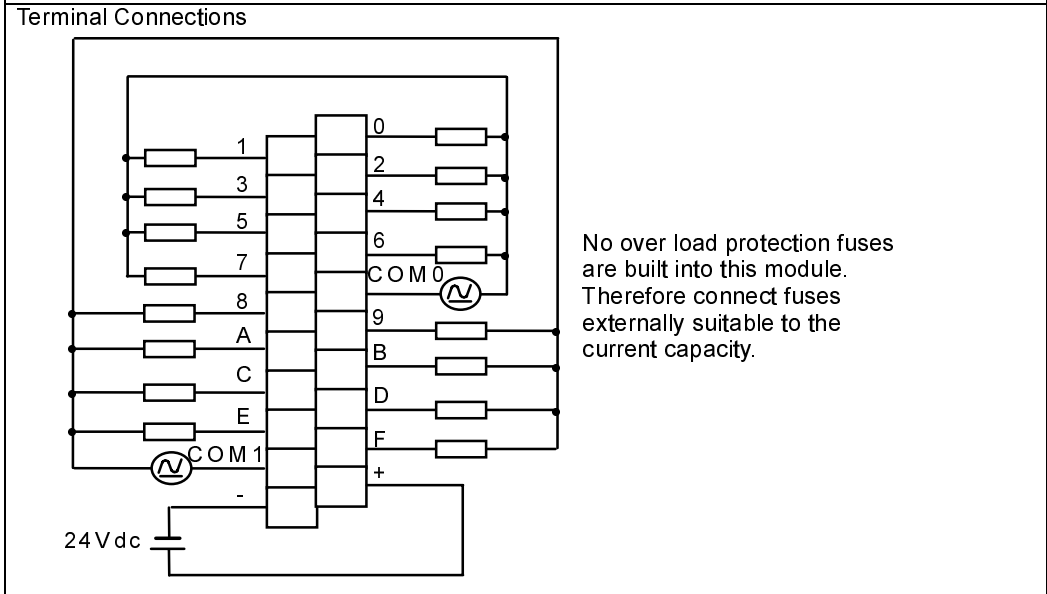 Terminal Connections
0
1
2
3
4
5
6
7
COM0
8
9
A
B
C
D
E
F
COM1
+
-
24Vdc
No over load protection fuses
are built into this module.
Therefore connect fuses
externally suitable to the
current capacity.